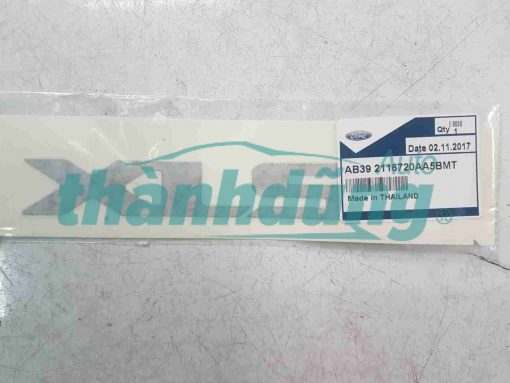 Ford
Qty
1
Date 02.11.2017
AB39 2116720AA5BMT
Made in THAILAND
XLS
Auto
thànhdũng®